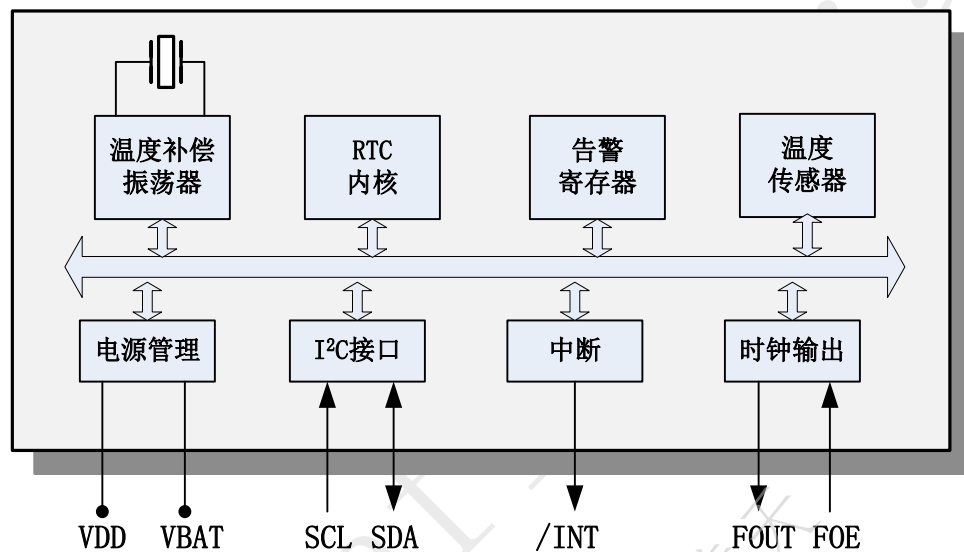 温度补偿
振荡器
RTC
内核
告警
寄存器
温度
传感器
电源管理
I²C接口
中断
时钟输出
VDD VBAT SCL SDA /INT FOUT FOE